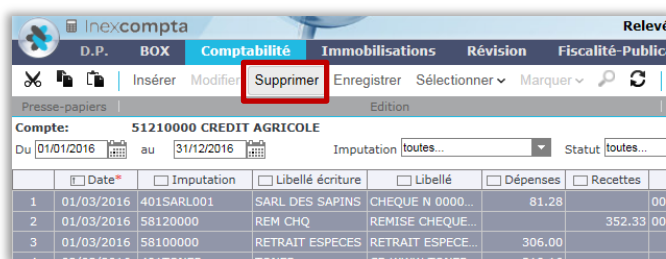 Inexcompta Relevé
D.P. BOX Comptabilité Immobilisations Révision Fiscalité-Public
Insérer Modifier Supprimer Enregistrer Sélectionner Marquer
Presse-papiers Edition
Compte: 51210000 CREDIT AGRICOLE
Du 01/01/2016 au 31/12/2016 Imputation toutes... Statut toutes...
Date* Imputation Libellé écriture Libellé Dépenses Recettes
1 01/03/2016 401SARL001 SARL DES SAPINS CHEQUE N 0000... 81.28 00
2 01/03/2016 58120000 REM CHQ REMISE CHEQUE... 352.33 00
3 01/03/2016 58100000 RETRAIT ESPECES RETRAIT ESPECE... 306.00